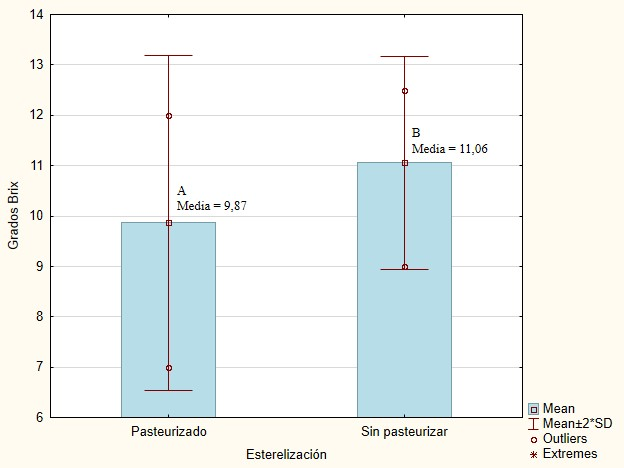 14
13
12
11
10
9
8
7
6
Grados Brix
A
Media = 9,87
B
Media = 11,06
Pasteurizado
Sin pasteurizar
Esterelización
Mean
Mean±2*SD
Outliers
Extremes